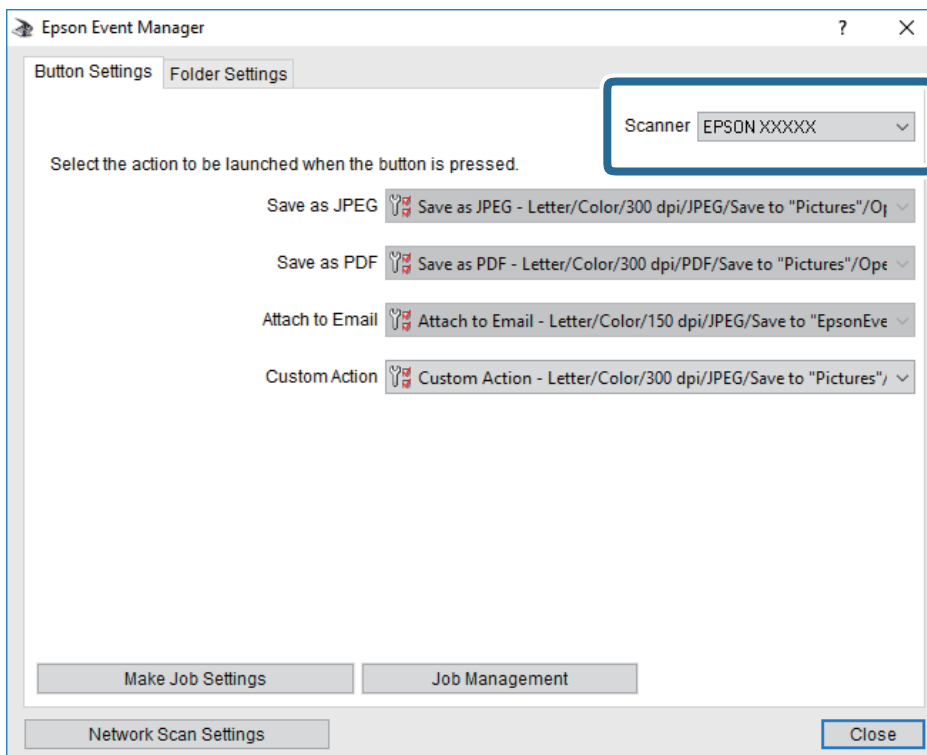 Epson Event Manager
Button Settings Folder Settings
Scanner EPSON XXXXX
Select the action to be launched when the button is pressed.
Save as JPEG Save as JPEG - Letter/Color/300 dpi/JPEG/Save to "Pictures"/Op
Save as PDF Save as PDF - Letter/Color/300 dpi/PDF/Save to "Pictures"/Ope
Attach to Email Attach to Email - Letter/Color/150 dpi/JPEG/Save to "EpsonEve
Custom Action Custom Action - Letter/Color/300 dpi/JPEG/Save to "Pictures"/
Make Job Settings Job Management
Network Scan Settings Close